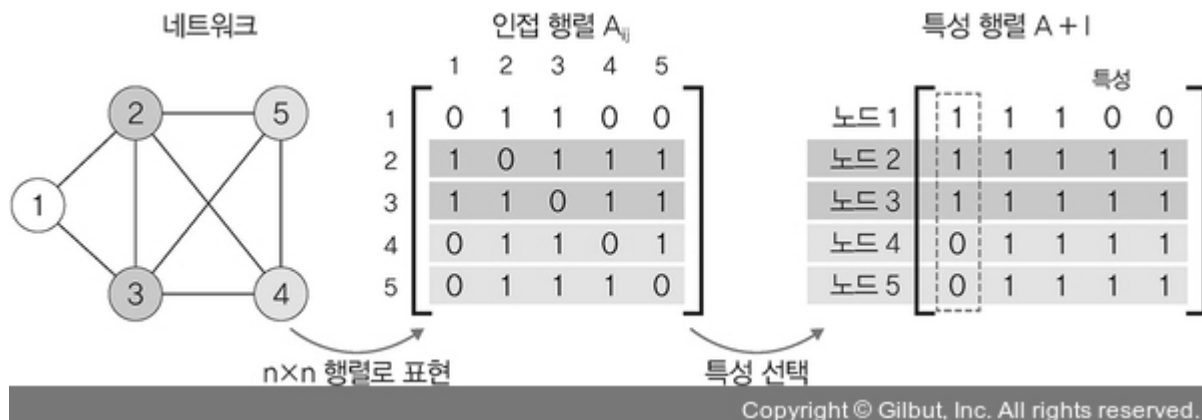 네트워크
인접 행렬 Aij
특성 행렬 A + I
1 2 3 4 5
특성
2 5
1
3 4
1 0 1 1 0 0
2 1 0 1 1 1
3 1 1 0 1 1
4 0 1 1 0 1
5 0 1 1 1 0
노드 1 1 1 1 0 0
노드 2 1 1 1 1 1
노드 3 1 1 1 1 1
노드 4 0 1 1 1 1
노드 5 0 1 1 1 1
n×n 행렬로 표현
특성 선택
Copyright © Gilbut, Inc. All rights reserved.